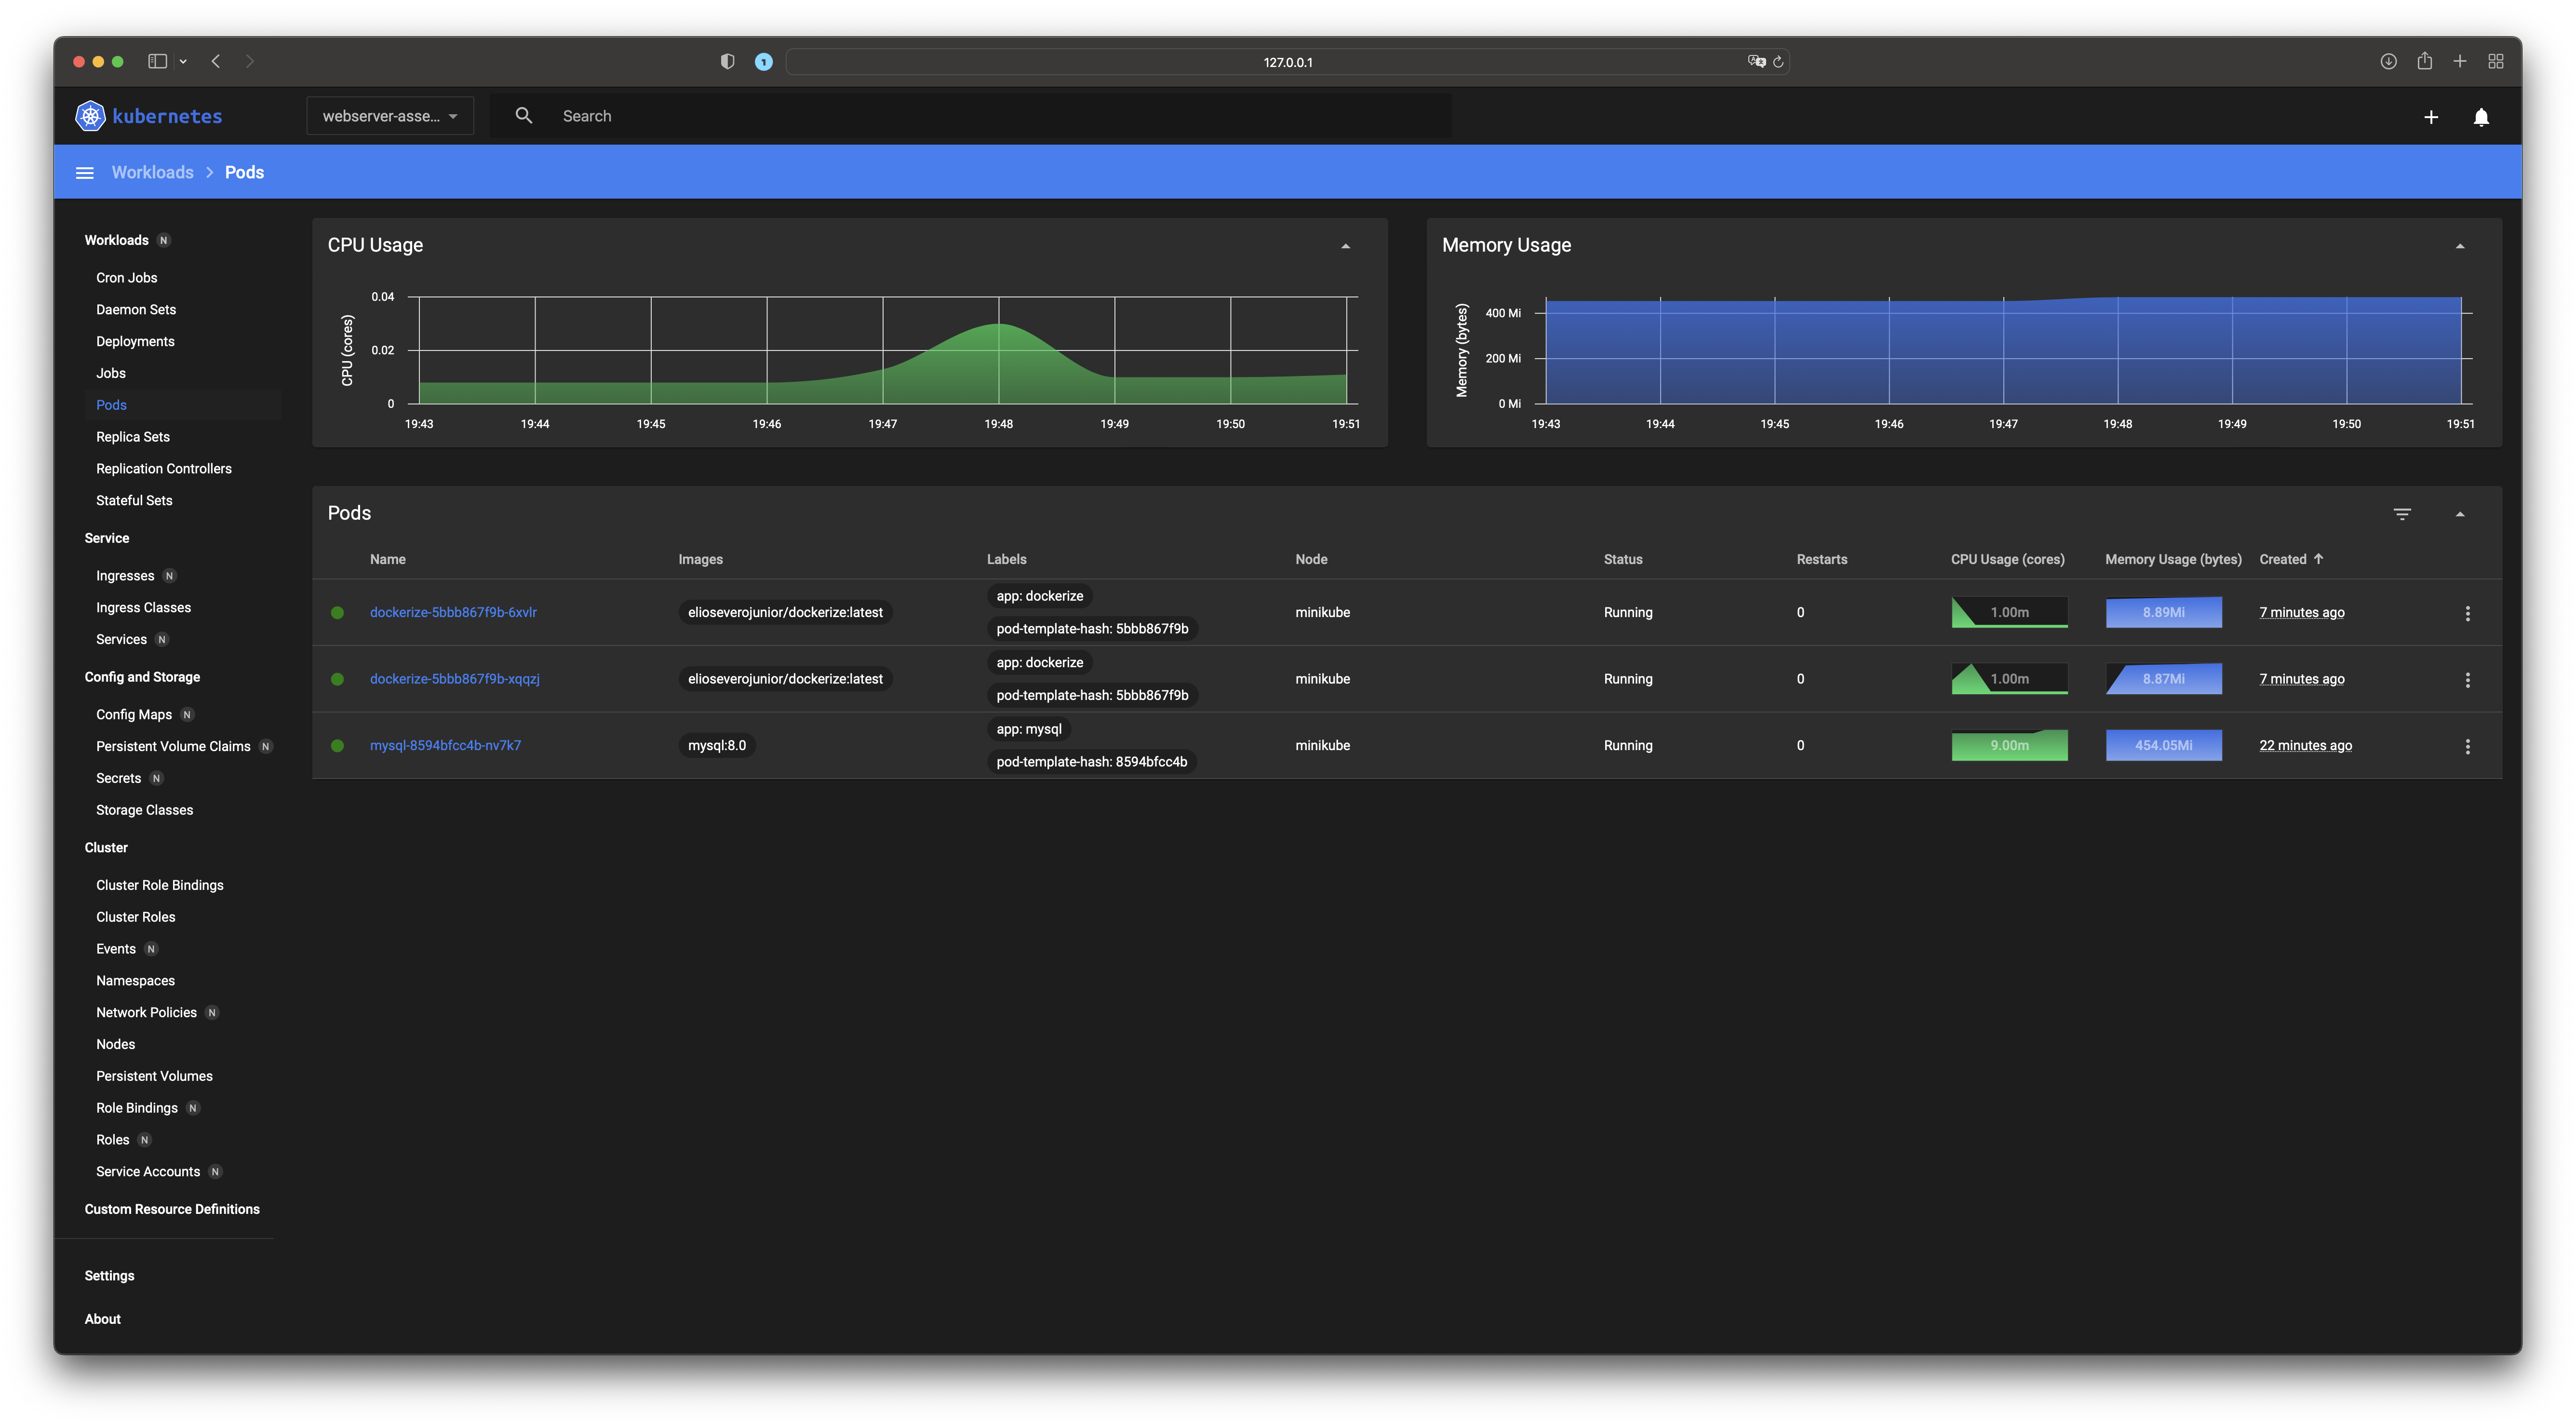 127.0.0.1
kubernetes
webserver-asse...
Search
Workloads > Pods
Workloads N
Cron Jobs
Daemon Sets
Deployments
Jobs
Pods
Replica Sets
Replication Controllers
Stateful Sets
Service
Ingresses N
Ingress Classes
Services N
Config and Storage
Config Maps N
Persistent Volume Claims N
Secrets N
Storage Classes
Cluster
Cluster Role Bindings
Cluster Roles
Events N
Namespaces
Network Policies N
Nodes
Persistent Volumes
Role Bindings N
Roles N
Service Accounts N
Custom Resource Definitions
Settings
About
CPU Usage
CPU (cores)
0.04
0.02
0
19:43 19:44 19:45 19:46 19:47 19:48 19:49 19:50 19:51
Memory Usage
Memory (bytes)
400 Mi
200 Mi
0 Mi
19:43 19:44 19:45 19:46 19:47 19:48 19:49 19:50 19:51
Pods
Name Images Labels Node Status Restarts CPU Usage (cores) Memory Usage (bytes) Created
app: dockerize
dockerize-5bbb867f9b-6xvlr elioseverojunior/dockerize:latest minikube Running 0 1.00m 8.89Mi 7 minutes ago
pod-template-hash: 5bbb867f9b
app: dockerize
dockerize-5bbb867f9b-xqqzj elioseverojunior/dockerize:latest minikube Running 0 1.00m 8.87Mi 7 minutes ago
pod-template-hash: 5bbb867f9b
app: mysql
mysql-8594bfcc4b-nv7k7 mysql:8.0 minikube Running 0 9.00m 454.05Mi 22 minutes ago
pod-template-hash: 8594bfcc4b